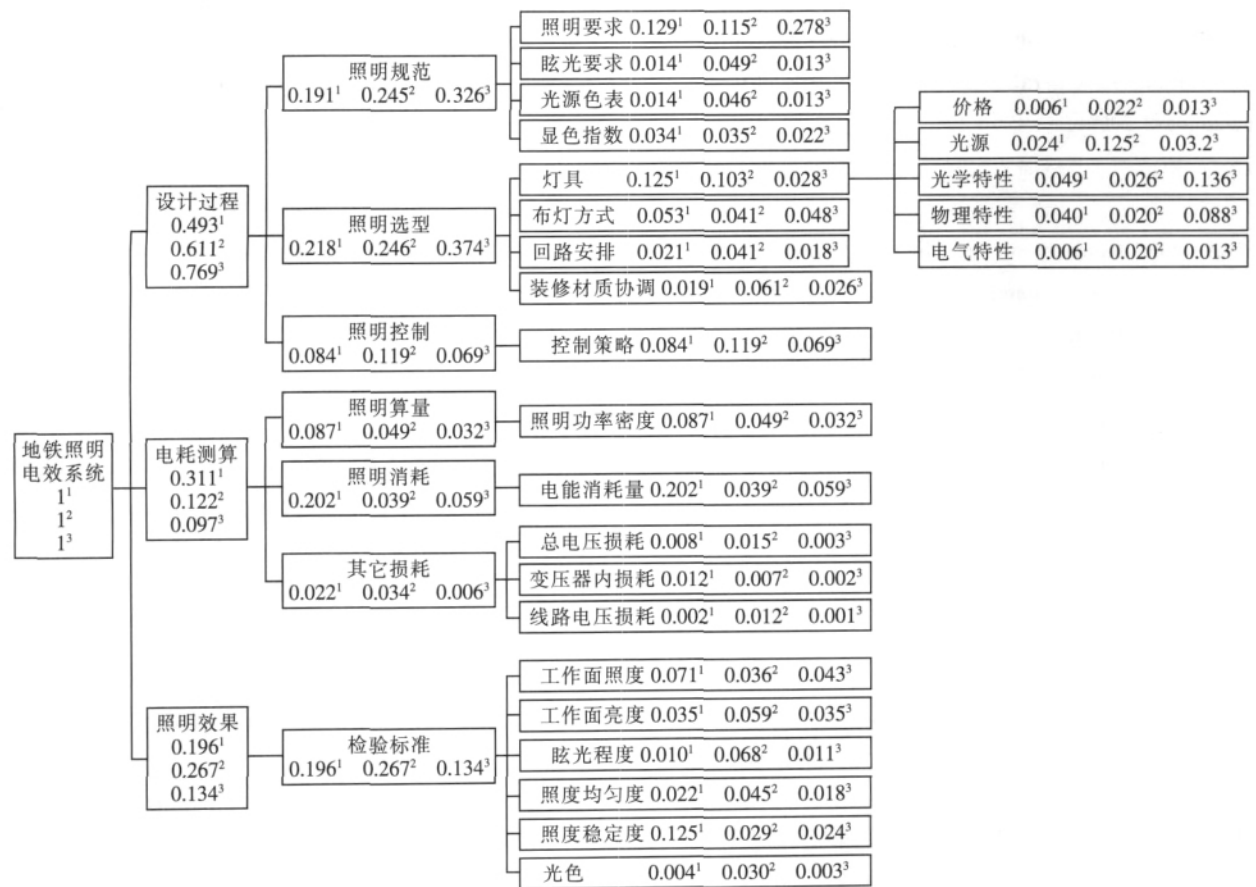 地铁照明
电效系统
1¹
1²
1³
设计过程
0.493¹
0.611²
0.769³
照明规范
0.191¹ 0.245² 0.326³
照明要求 0.129¹ 0.115² 0.278³
眩光要求 0.014¹ 0.049² 0.013³
光源色表 0.014¹ 0.046² 0.013³
显色指数 0.034¹ 0.035² 0.022³
照明选型
0.218¹ 0.246² 0.374³
灯具 0.125¹ 0.103² 0.028³
价格 0.006¹ 0.022² 0.013³
光源 0.024¹ 0.125² 0.03.2³
光学特性 0.049¹ 0.026² 0.136³
物理特性 0.040¹ 0.020² 0.088³
电气特性 0.006¹ 0.020² 0.013³
布灯方式 0.053¹ 0.041² 0.048³
回路安排 0.021¹ 0.041² 0.018³
装修材质协调 0.019¹ 0.061² 0.026³
照明控制
0.084¹ 0.119² 0.069³
控制策略 0.084¹ 0.119² 0.069³
电耗测算
0.311¹
0.122²
0.097³
照明算量
0.087¹ 0.049² 0.032³
照明功率密度 0.087¹ 0.049² 0.032³
照明消耗
0.202¹ 0.039² 0.059³
电能消耗量 0.202¹ 0.039² 0.059³
其它损耗
0.022¹ 0.034² 0.006³
总电压损耗 0.008¹ 0.015² 0.003³
变压器内损耗 0.012¹ 0.007² 0.002³
线路电压损耗 0.002¹ 0.012² 0.001³
照明效果
0.196¹
0.267²
0.134³
检验标准
0.196¹ 0.267² 0.134³
工作面照度 0.071¹ 0.036² 0.043³
工作面亮度 0.035¹ 0.059² 0.035³
眩光程度 0.010¹ 0.068² 0.011³
照度均匀度 0.022¹ 0.045² 0.018³
照度稳定度 0.125¹ 0.029² 0.024³
光色 0.004¹ 0.030² 0.003³